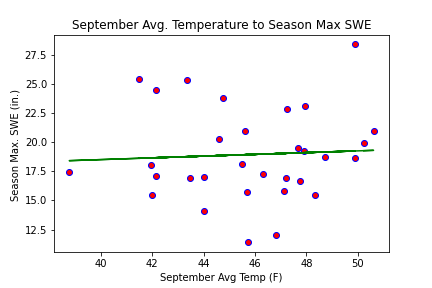 September Avg. Temperature to Season Max SWE
Season Max. SWE (in.)
27.5
25.0
22.5
20.0
17.5
15.0
12.5
40 42 44 46 48 50
September Avg Temp (F)